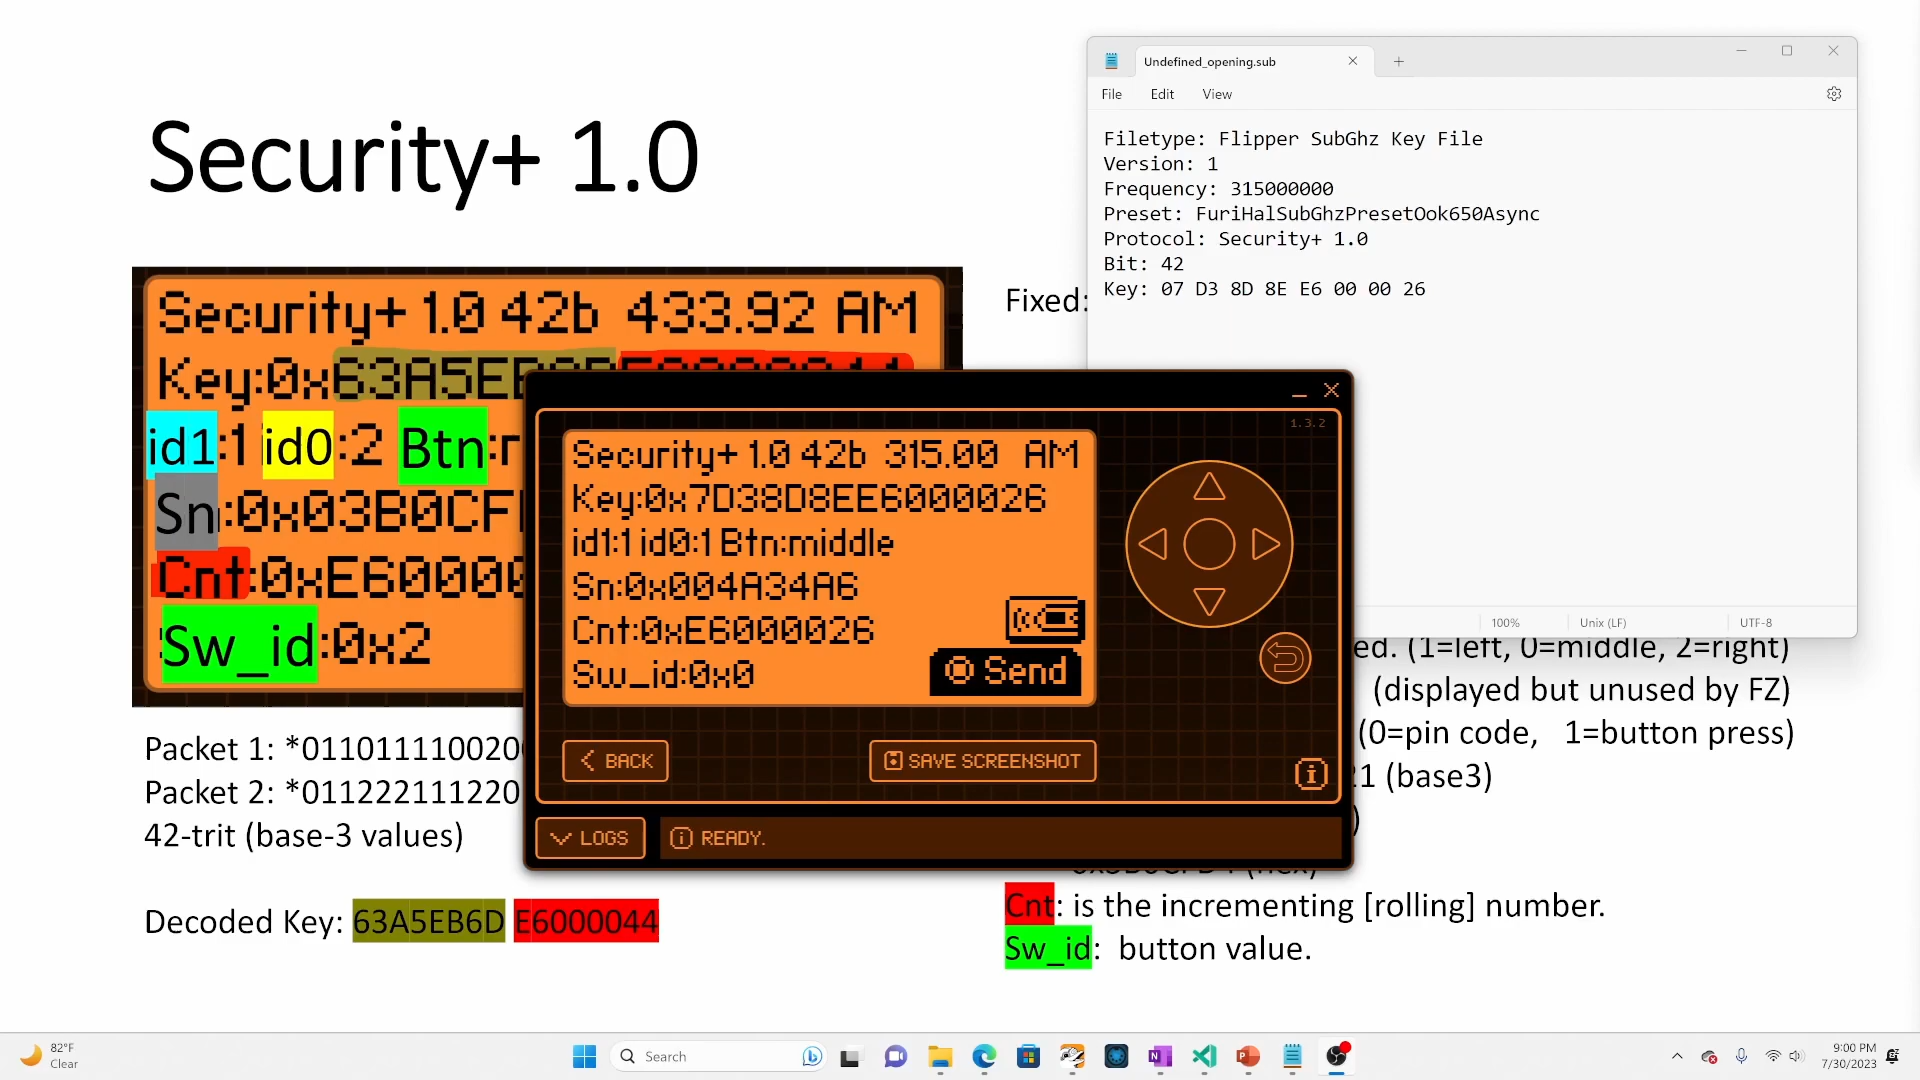 Security+ 1.0
Undefined_opening.sub
File Edit View
Filetype: Flipper SubGhz Key File
Version: 1
Frequency: 315000000
Preset: FuriHalSubGhzPresetOok650Async
Protocol: Security+ 1.0
Bit: 42
Key: 07 D3 8D 8E E6 00 00 26
100% Unix (LF) UTF-8
Security+ 1.0 42b 433.92 AM
Key:0x63A5E
id1:1 id0:2 Btn:r
Sn:0x03B0CF
Cnt:0xE6000
Sw_id:0x2
Fixed:
1.3.2
Security+ 1.0 42b 315.00 AM
Key:0x7D38D8EE6000026
id1:1 id0:1 Btn:middle
Sn:0x004A34A6
Cnt:0xE6000026
Sw_id:0x0
Send
BACK
SAVE SCREENSHOT
LOGS
READY.
ed. (1=left, 0=middle, 2=right)
(displayed but unused by FZ)
(0=pin code, 1=button press)
21 (base3)
Packet 1: *01101111002
Packet 2: *011222111220
42-trit (base-3 values)
Decoded Key: 63A5EB6D E6000044
Cnt: is the incrementing [rolling] number.
Sw_id: button value.
82°F
Clear
Search
9:00 PM
7/30/2023